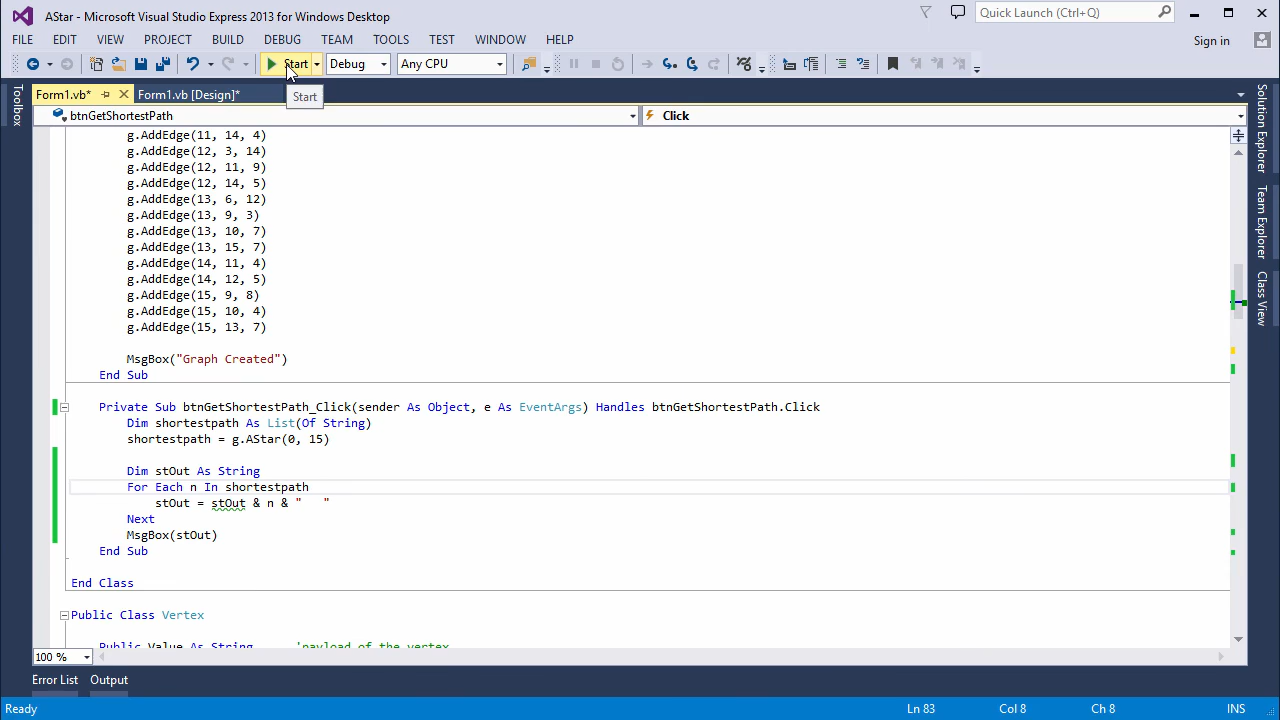 AStar - Microsoft Visual Studio Express 2013 for Windows Desktop
Quick Launch (Ctrl+Q)
FILE EDIT VIEW PROJECT BUILD DEBUG TEAM TOOLS TEST WINDOW HELP
Sign in
Start Debug Any CPU
Form1.vb* Form1.vb [Design]*
Start
Toolbox
btnGetShortestPath Click
g.AddEdge(11, 14, 4)
g.AddEdge(12, 3, 14)
g.AddEdge(12, 11, 9)
g.AddEdge(12, 14, 5)
g.AddEdge(13, 6, 12)
g.AddEdge(13, 9, 3)
g.AddEdge(13, 10, 7)
g.AddEdge(13, 15, 7)
g.AddEdge(14, 11, 4)
g.AddEdge(14, 12, 5)
g.AddEdge(15, 9, 8)
g.AddEdge(15, 10, 4)
g.AddEdge(15, 13, 7)
MsgBox("Graph Created")
End Sub
Private Sub btnGetShortestPath_Click(sender As Object, e As EventArgs) Handles btnGetShortestPath.Click
Dim shortestpath As List(Of String)
shortestpath = g.AStar(0, 15)
Dim stOut As String
For Each n In shortestpath
stOut = stOut & n & "   "
Next
MsgBox(stOut)
End Sub
End Class
Public Class Vertex
Public Value As String 'payload of the vertex
Solution Explorer
Team Explorer
Class View
100 %
Error List Output
Ready Ln 83 Col 8 Ch 8 INS